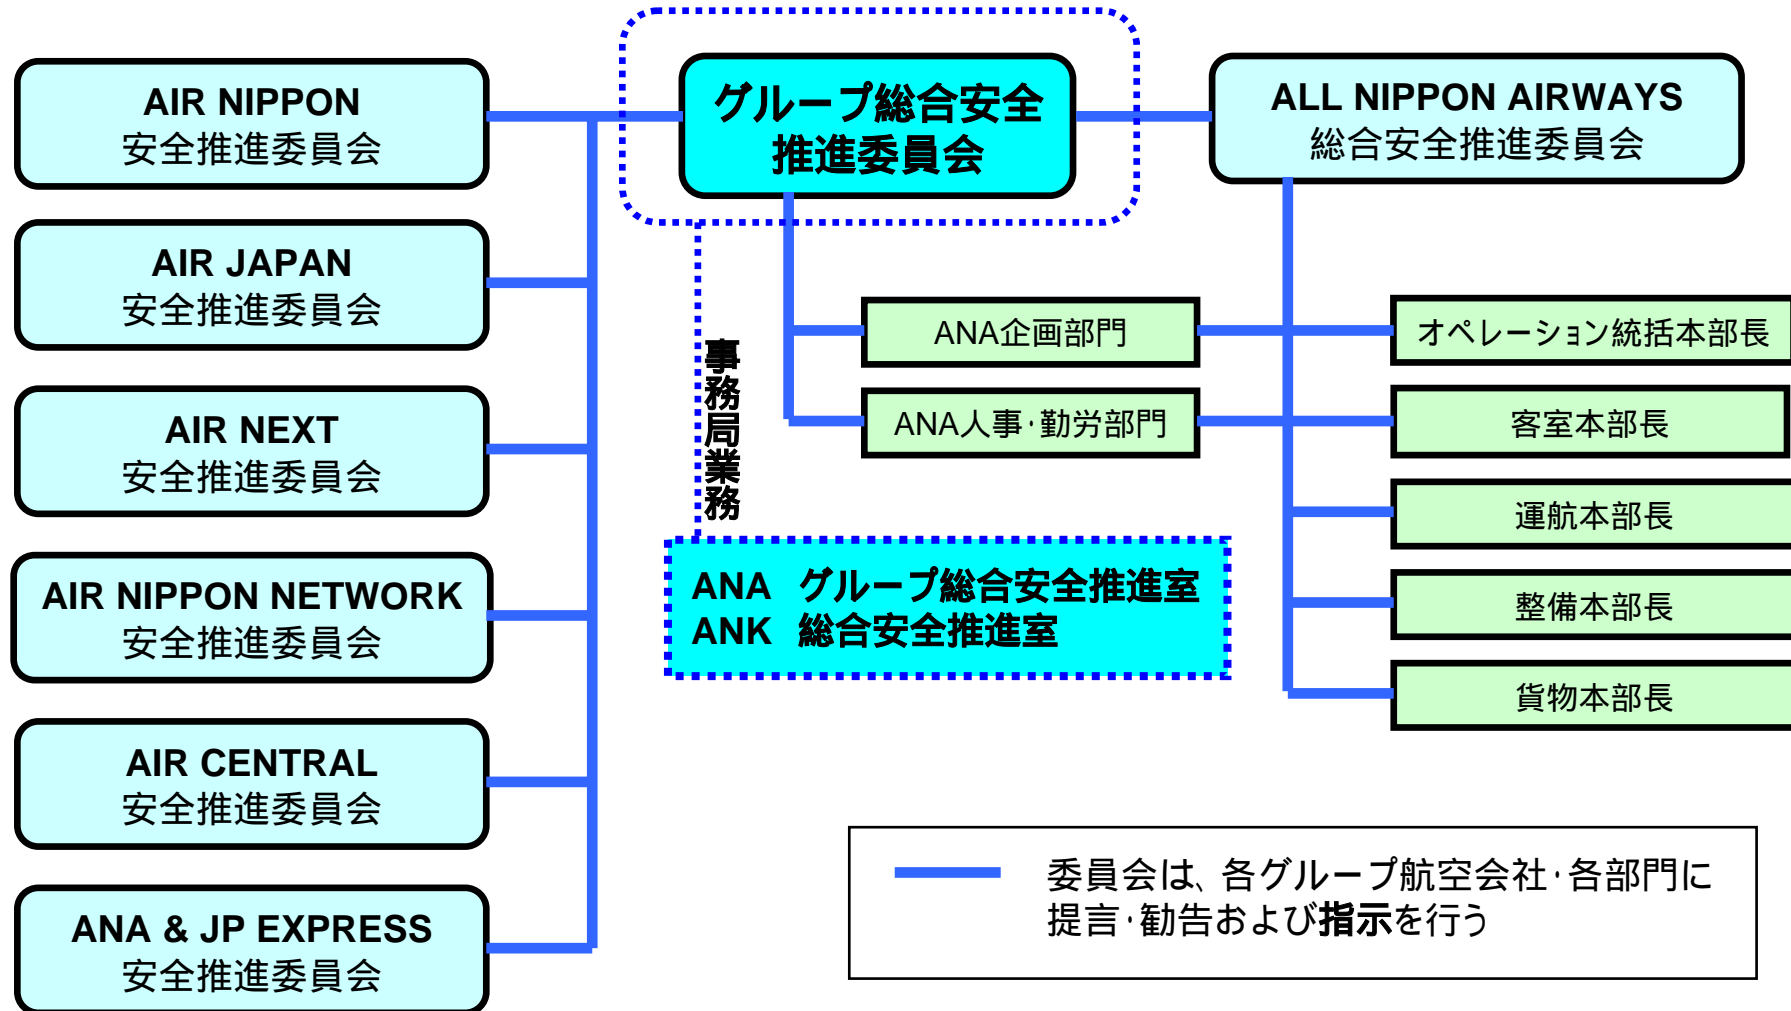 AIR NIPPON
安全推進委員会
AIR JAPAN
安全推進委員会
AIR NEXT
安全推進委員会
AIR NIPPON NETWORK
安全推進委員会
AIR CENTRAL
安全推進委員会
ANA & JP EXPRESS
安全推進委員会
グループ総合安全
推進委員会
ALL NIPPON AIRWAYS
総合安全推進委員会
ANA企画部門
ANA人事・勤労部門
事務局業務
ANA グループ総合安全推進室
ANK 総合安全推進室
オペレーション統括本部長
客室本部長
運航本部長
整備本部長
貨物本部長
委員会は、各グループ航空会社・各部門に
提言・勧告および指示を行う